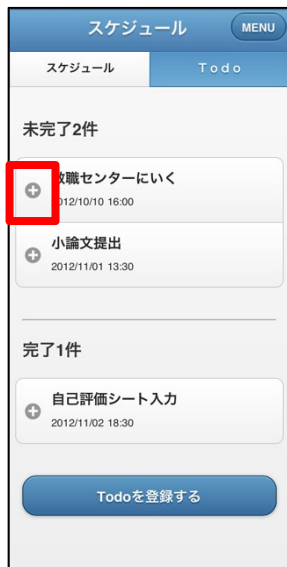 スケジュール
MENU
スケジュール
Todo
未完了2件
職センターにいく
2012/10/10 16:00
小論文提出
2012/11/01 13:30
完了1件
自己評価シート入力
2012/11/02 18:30
Todoを登録する